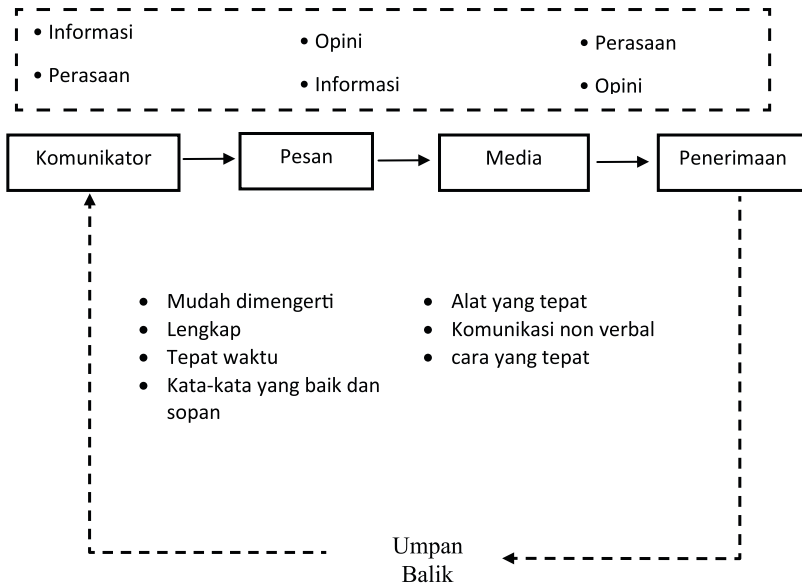 • Informasi
• Perasaan
• Opini
• Informasi
• Perasaan
• Opini
Komunikator
Pesan
Media
Penerimaan
• Mudah dimengerti
• Lengkap
• Tepat waktu
• Kata-kata yang baik dan
sopan
• Alat yang tepat
• Komunikasi non verbal
• cara yang tepat
Umpan
Balik